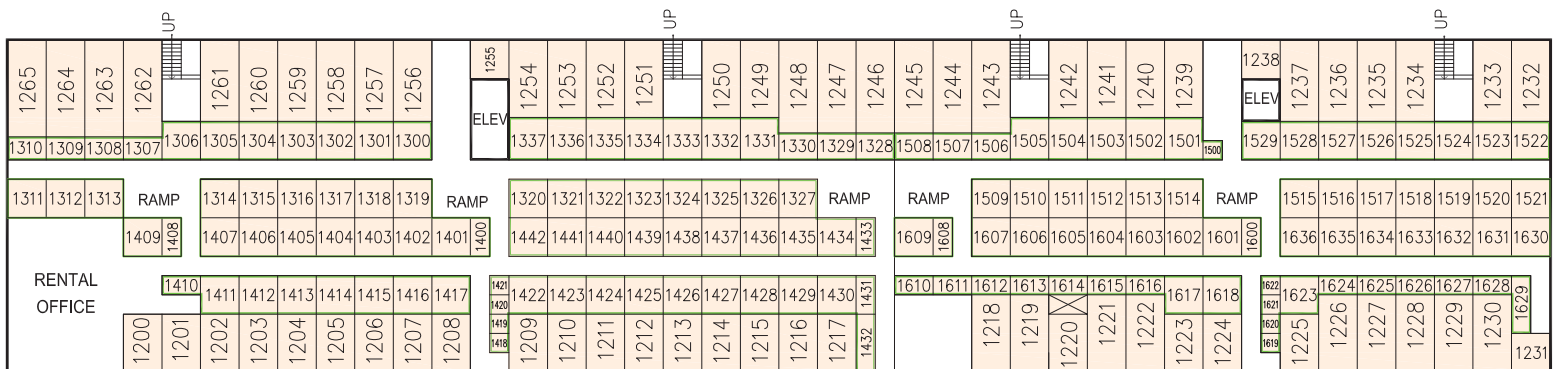 UP UP UP UP
1265 1264 1263 1262 1261 1260 1259 1258 1257 1256 1255 1254 1253 1252 1251 1250 1249 1248 1247 1246 1245 1244 1243 1242 1241 1240 1239 1238 1237 1236 1235 1234 1233 1232
ELEV ELEV
1310 1309 1308 1307 1306 1305 1304 1303 1302 1301 1300 1337 1336 1335 1334 1333 1332 1331 1330 1329 1328 1508 1507 1506 1505 1504 1503 1502 1501 1500 1529 1528 1527 1526 1525 1524 1523 1522
1311 1312 1313 RAMP 1314 1315 1316 1317 1318 1319 RAMP 1320 1321 1322 1323 1324 1325 1326 1327 RAMP RAMP 1509 1510 1511 1512 1513 1514 RAMP 1515 1516 1517 1518 1519 1520 1521
1409 1408 1407 1406 1405 1404 1403 1402 1401 1400 1442 1441 1440 1439 1438 1437 1436 1435 1434 1433 1609 1608 1607 1606 1605 1604 1603 1602 1601 1600 1636 1635 1634 1633 1632 1631 1630
RENTAL
OFFICE
1410 1411 1412 1413 1414 1415 1416 1417 1421 1420 1419 1418 1422 1423 1424 1425 1426 1427 1428 1429 1430 1431 1432 1610 1611 1612 1613 1614 1615 1616 1617 1618 1622 1621 1620 1619 1623 1624 1625 1626 1627 1628 1629
1200 1201 1202 1203 1204 1205 1206 1207 1208 1209 1210 1211 1212 1213 1214 1215 1216 1217 1218 1219 1220 1221 1222 1223 1224 1225 1226 1227 1228 1229 1230 1231